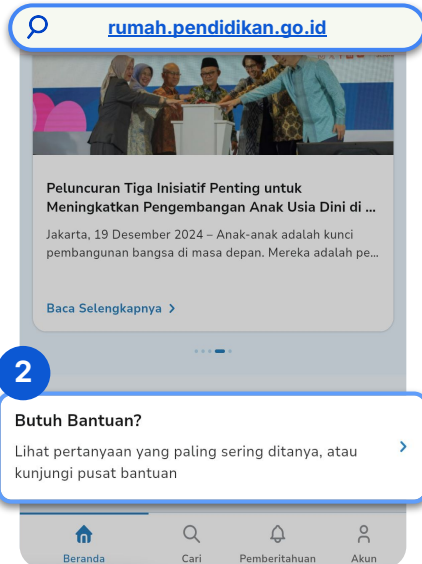 rumah.pendidikan.go.id
Peluncuran Tiga Inisiatif Penting untuk
Meningkatkan Pengembangan Anak Usia Dini di ...
Jakarta, 19 Desember 2024 – Anak-anak adalah kunci
pembangunan bangsa di masa depan. Mereka adalah pe...
Baca Selengkapnya
2
Butuh Bantuan?
Lihat pertanyaan yang paling sering ditanya, atau
kunjungi pusat bantuan
Beranda Cari Pemberitahuan Akun